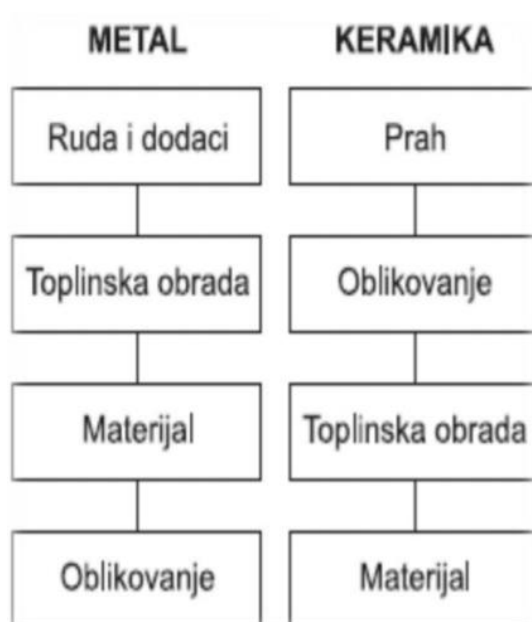 METAL
Ruda i dodaci
Toplinska obrada
Materijal
Oblikovanje
KERAMIKA
Prah
Oblikovanje
Toplinska obrada
Materijal